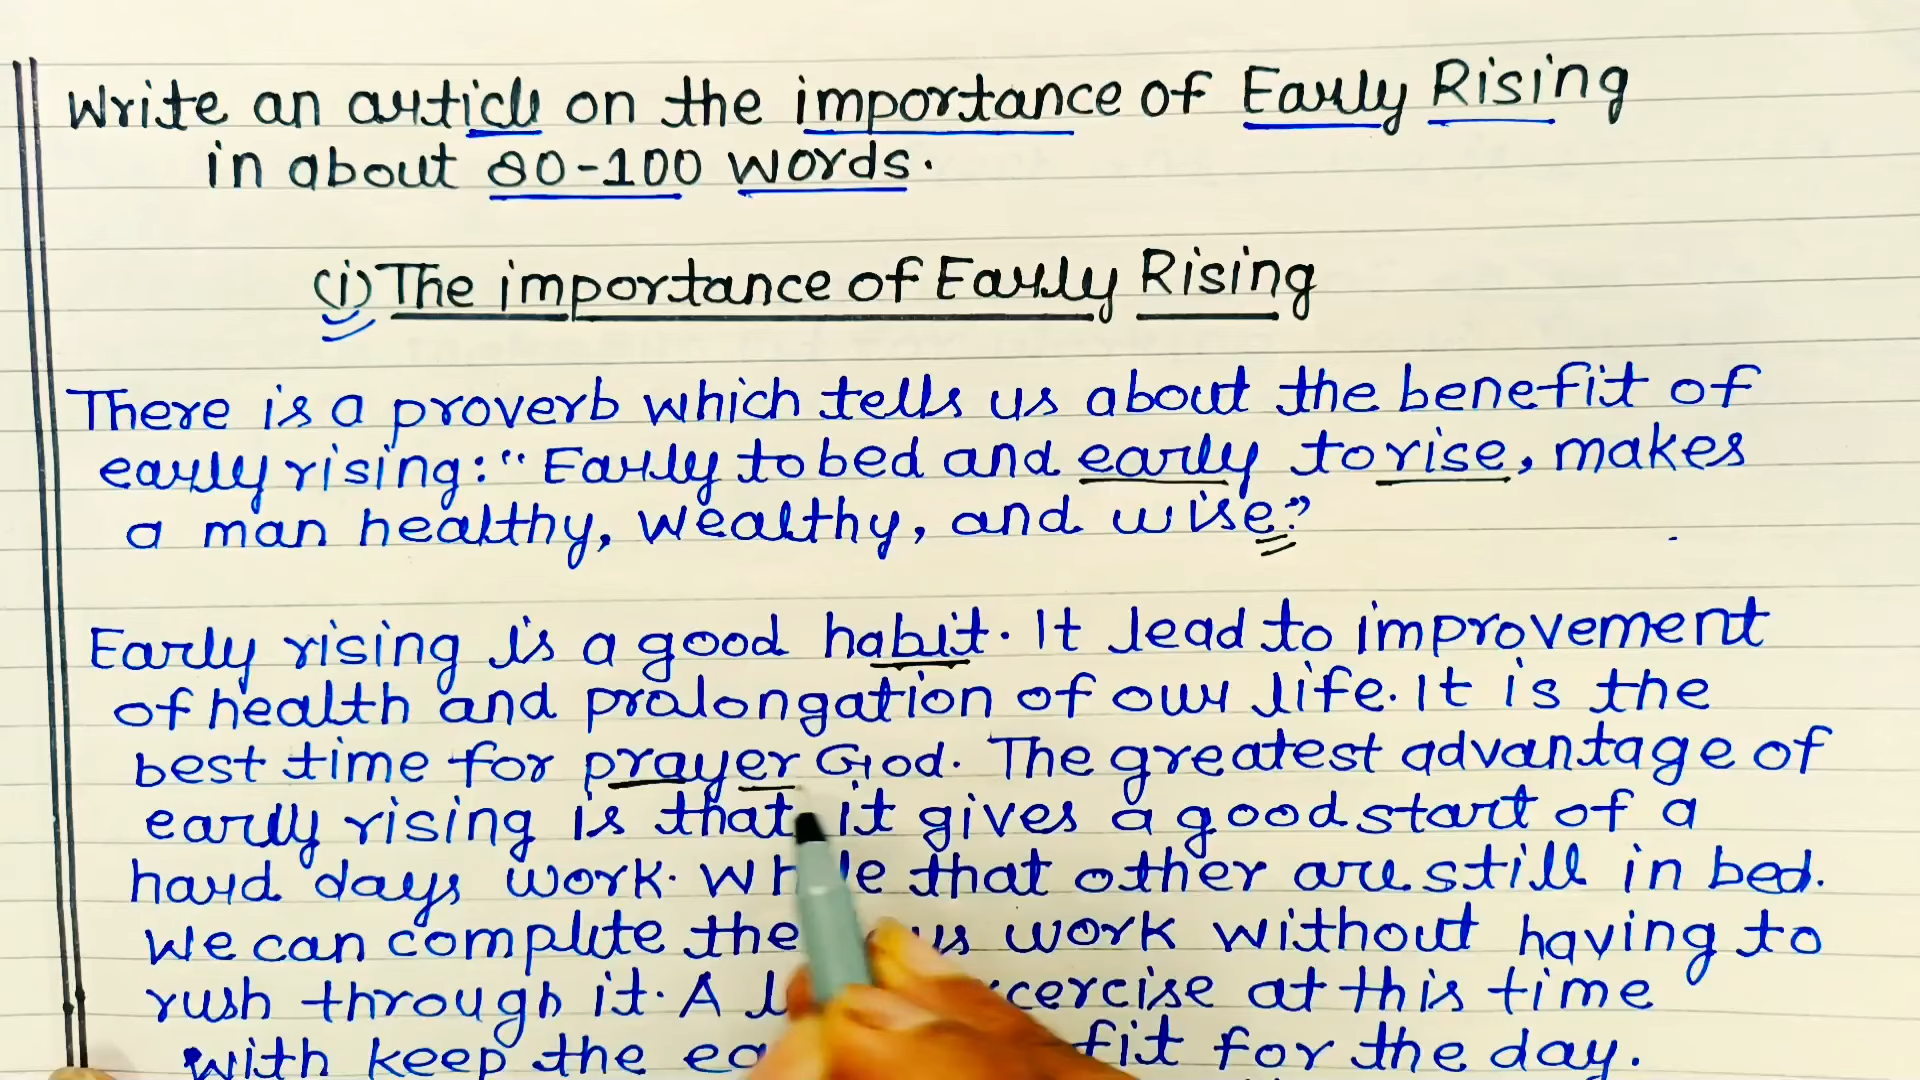 Write an article on the importance of Early Rising
in about 80-100 words.
(i) The importance of Early Rising
There is a proverb which tells us about the benefit of
early rising: "Early to bed and early to rise, makes
a man healthy, wealthy, and wise."
Early rising is a good habit. It lead to improvement
of health and prolongation of our life. It is the
best time for prayer God. The greatest advantage of
early rising is that it gives a good start of a
hard days work. While that other are still in bed.
We can complete the work without having to
rush through it. A at this time
with keep the fit for the day.